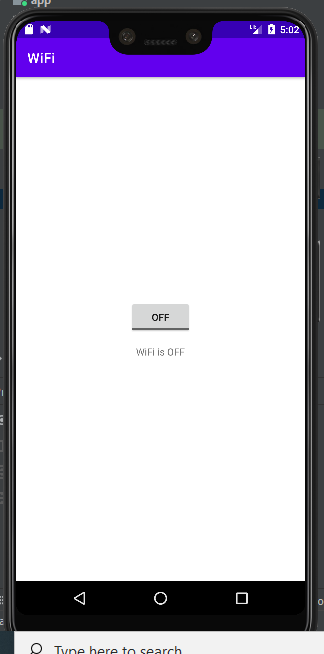 app
5:02
WiFi
OFF
WiFi is OFF
Type here to search